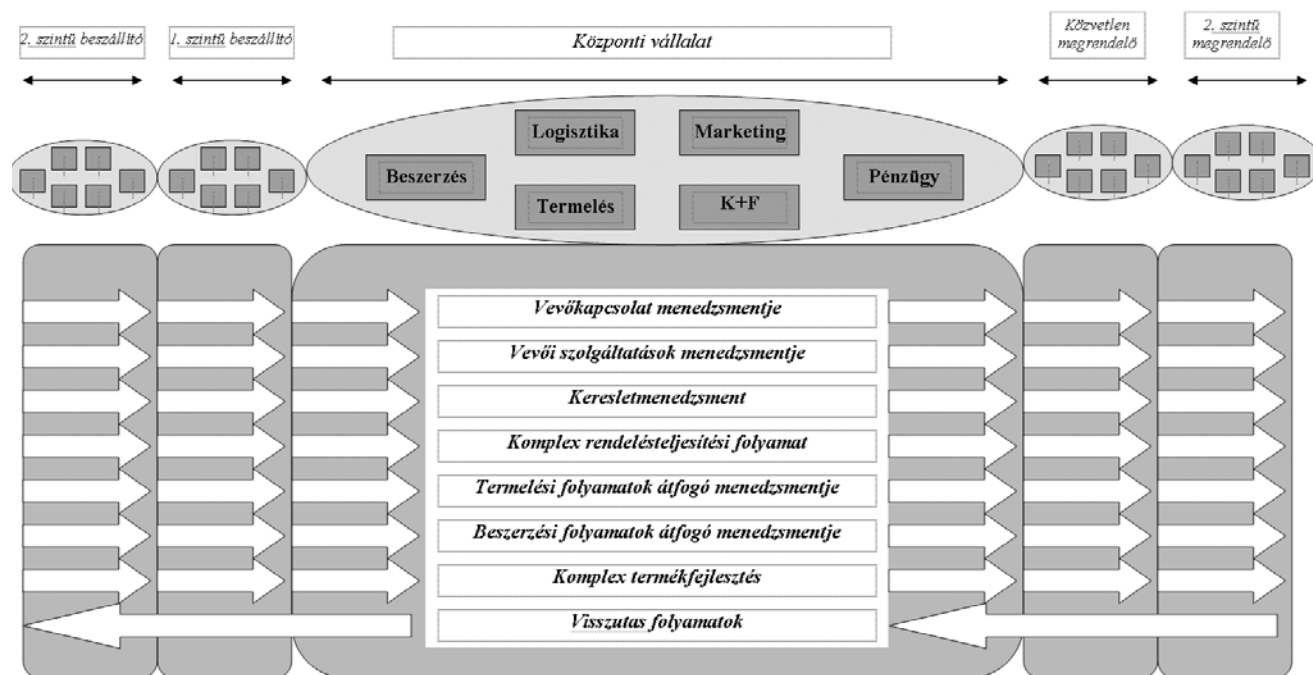 2. szintű beszállító
1. szintű beszállító
Központi vállalat
Közvetlen
megrendelő
2. szintű
megrendelő
Logisztika
Marketing
Beszerzés
Pénzügy
Termelés
K+F
Vevőkapcsolat menedzsmentje
Vevői szolgáltatások menedzsmentje
Keresletmenedzsment
Komplex rendelésteljesítési folyamat
Termelési folyamatok átfogó menedzsmentje
Beszerzési folyamatok átfogó menedzsmentje
Komplex termékfejlesztés
Visszutas folyamatok